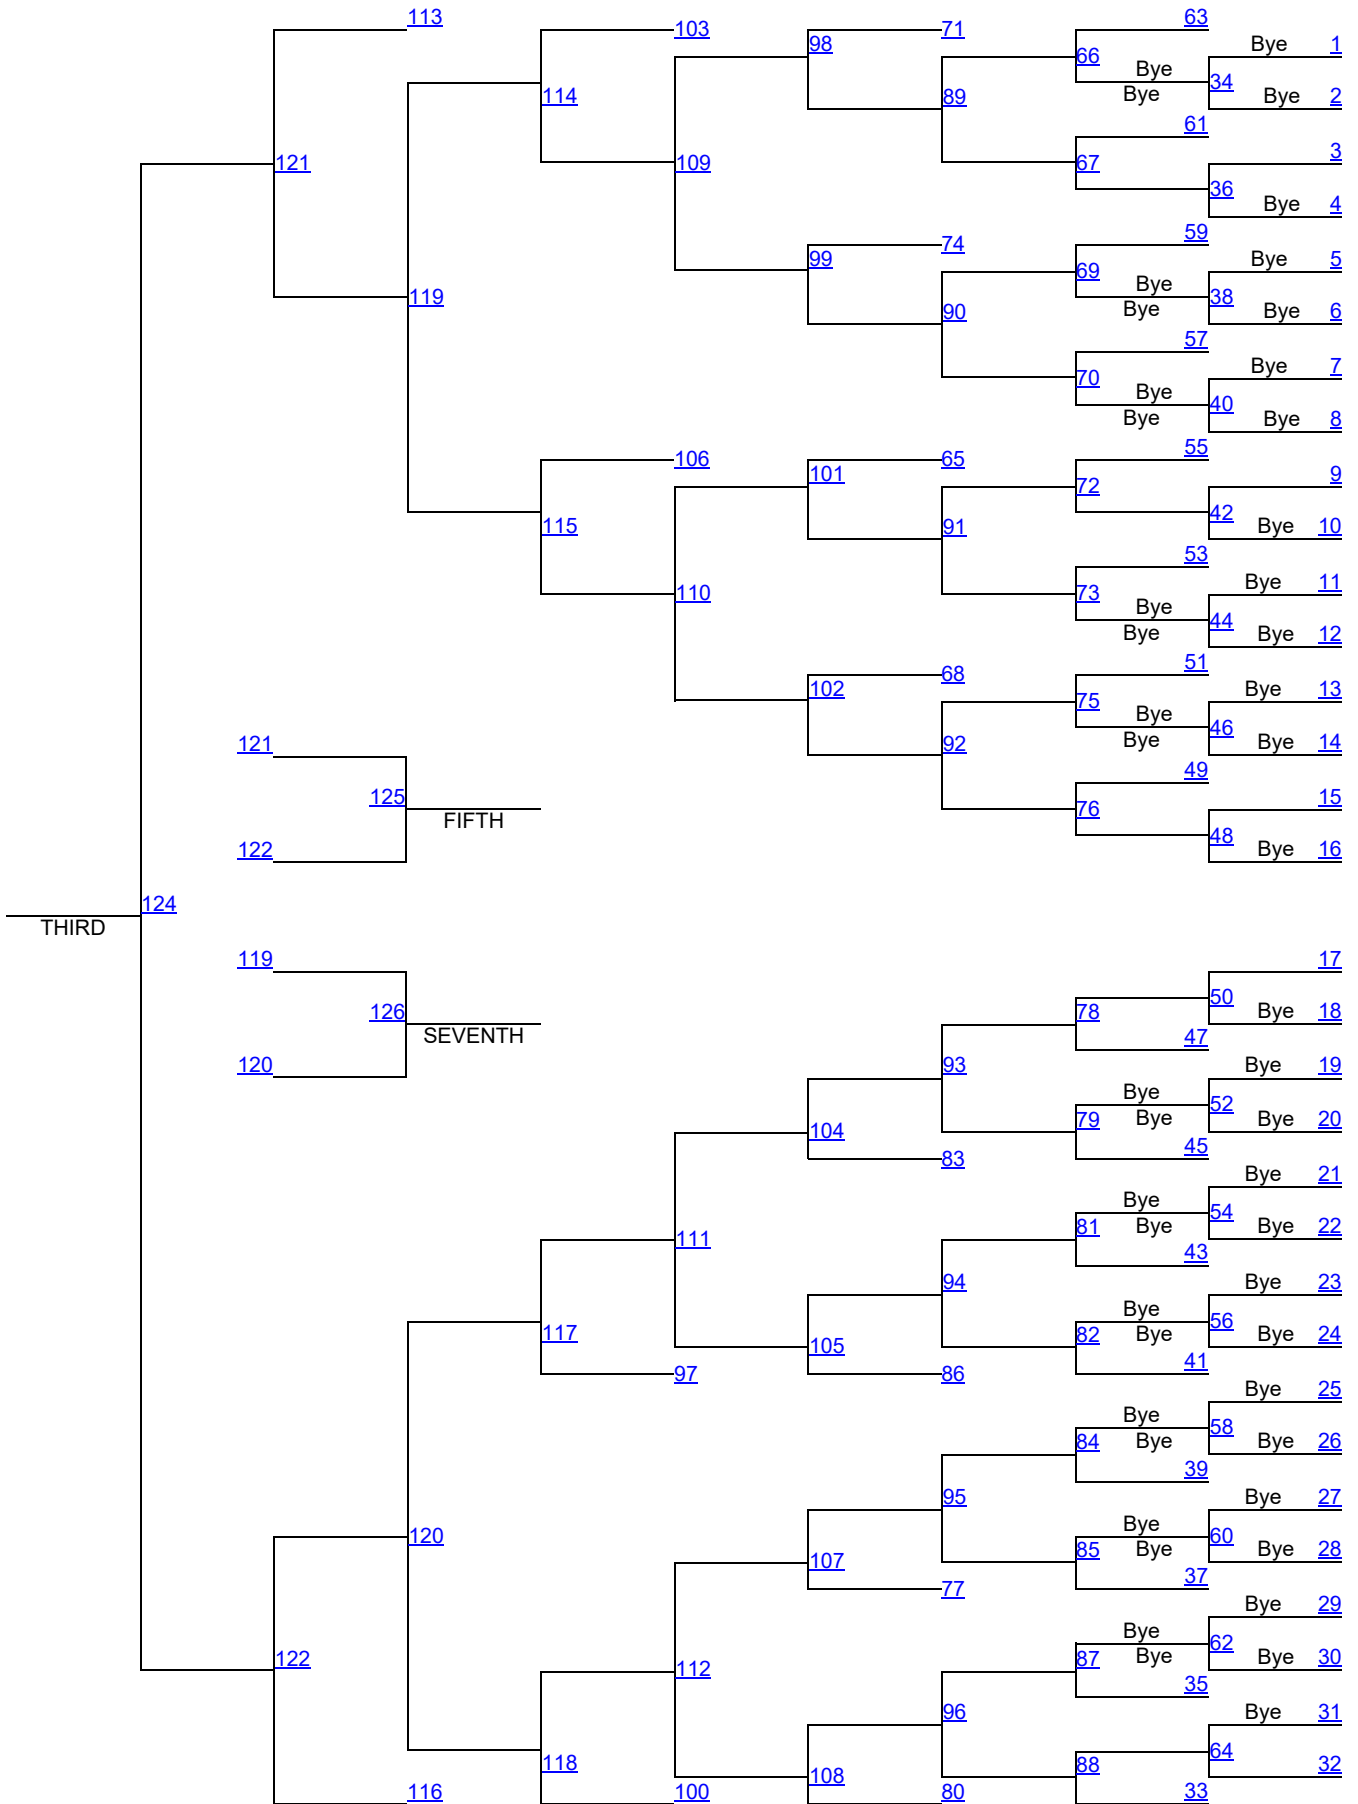 113 103 71 63
Bye 1
98 66
Bye 34
114 89 Bye Bye 2
61
121 109 67 3
36
Bye 4
59
74
99 69 Bye 5
119 Bye 38
90 Bye Bye 6
57
70 Bye 7
Bye 40
Bye Bye 8
106 65 55
101 72 9
42
115 91 Bye 10
53
110 73 Bye 11
Bye 44
Bye Bye 12
68 51
102 75 Bye 13
Bye 46
121 92 Bye Bye 14
49
125 76 15
FIFTH
48
122 Bye 16
124
THIRD
119 17
50
126 78 Bye 18
SEVENTH 47
120 93 Bye 19
Bye 52
79 Bye Bye 20
104 45
83
Bye 21
Bye 54
111 81 Bye Bye 22
43
94 Bye 23
Bye 56
117 105 82 Bye Bye 24
97 86 41
Bye 25
Bye 58
84 Bye Bye 26
39
95 Bye 27
120 Bye 60
107 85 Bye Bye 28
77 37
Bye 29
Bye 62
122 112 87 Bye Bye 30
35
96 Bye 31
64
118 108 88 32
116 100 80 33